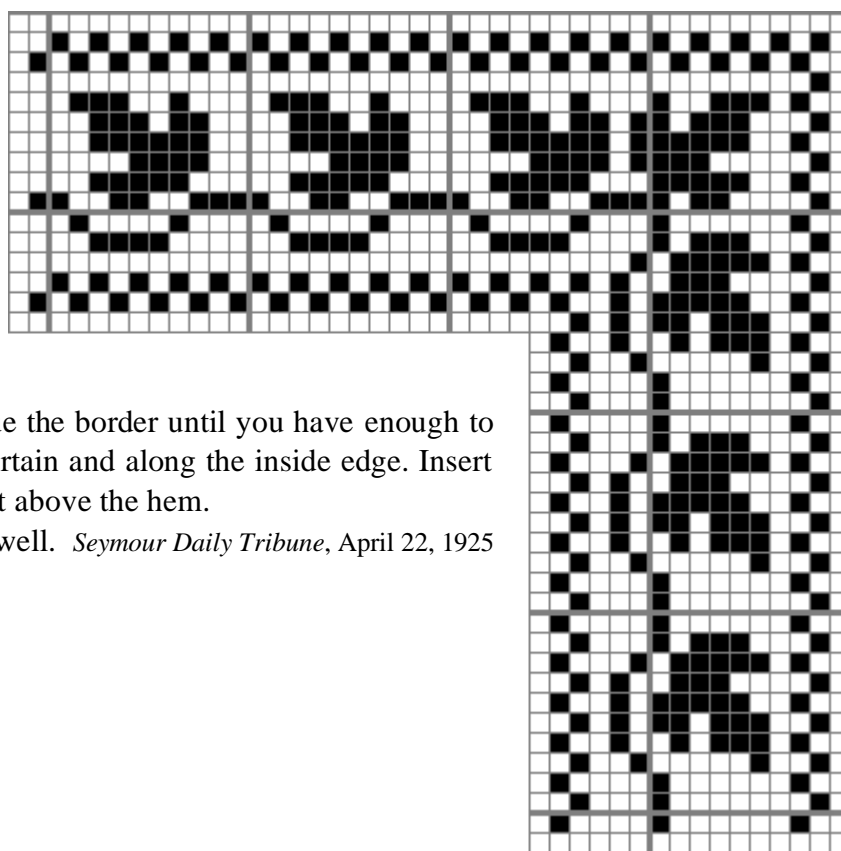 the border until you have enough to
and along the inside edge. Insert
above the hem.
well. Seymour Daily Tribune, April 22, 1925